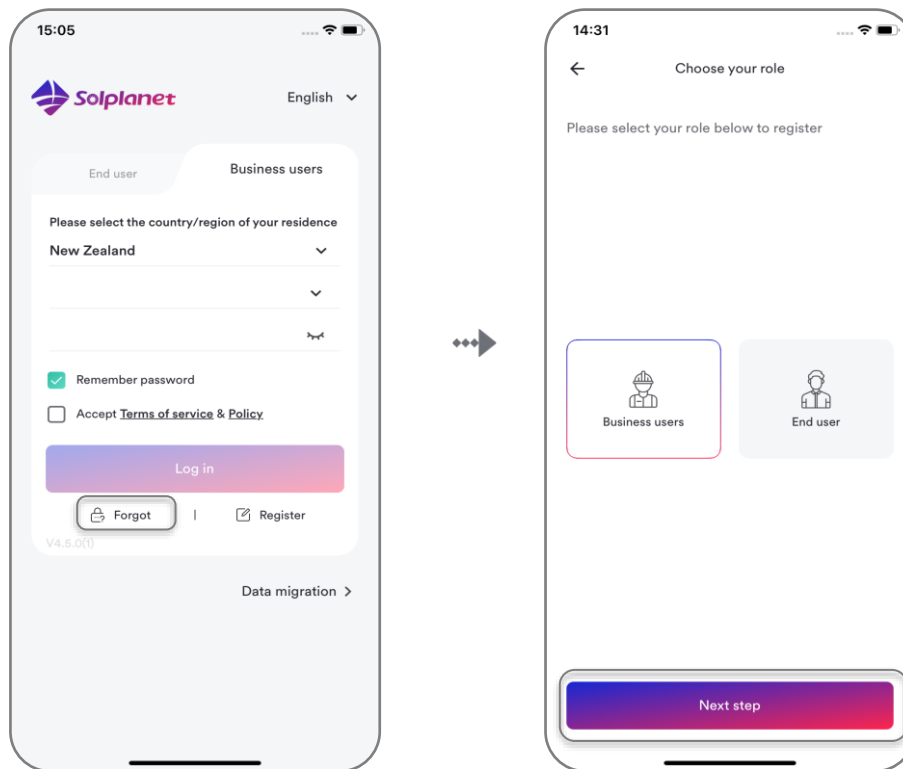 15:05
Solplanet
English
End user
Business users
Please select the country/region of your residence
New Zealand
Remember password
Accept Terms of service & Policy
Log in
Forgot | Register
V4.5.0(1)
Data migration
14:31
Choose your role
Please select your role below to register
Business users
End user
Next step